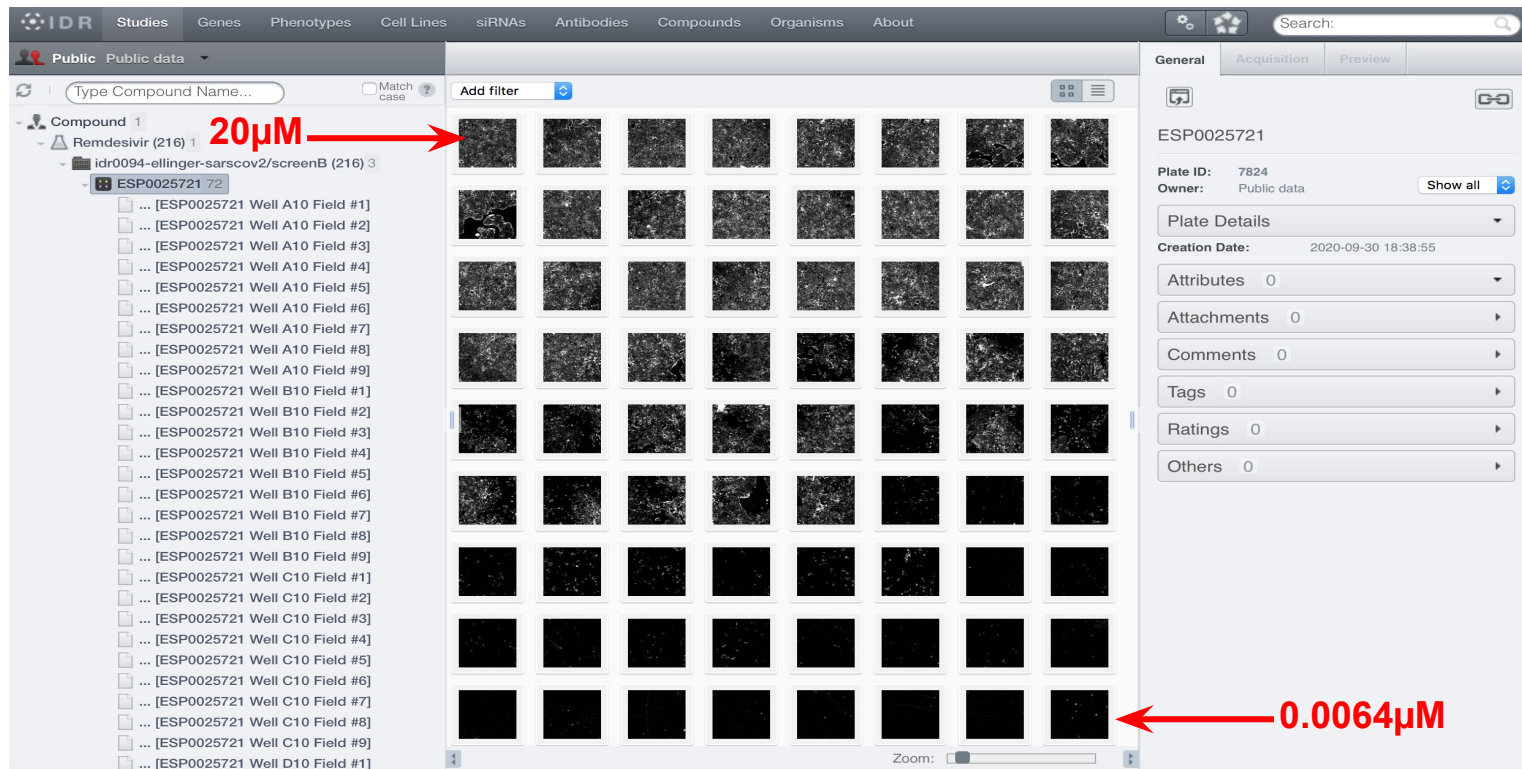 IDR Studies Genes Phenotypes Cell Lines siRNAs Antibodies Compounds Organisms About Search:
Public Public data
General Acquisition Preview
Type Compound Name... Match case ?
Add filter
Compound 1
Remdesivir (216) 1
20µM
idr0094-ellinger-sarscov2/screenB (216) 3
ESP0025721 72
... [ESP0025721 Well A10 Field #1]
... [ESP0025721 Well A10 Field #2]
... [ESP0025721 Well A10 Field #3]
... [ESP0025721 Well A10 Field #4]
... [ESP0025721 Well A10 Field #5]
... [ESP0025721 Well A10 Field #6]
... [ESP0025721 Well A10 Field #7]
... [ESP0025721 Well A10 Field #8]
... [ESP0025721 Well A10 Field #9]
... [ESP0025721 Well B10 Field #1]
... [ESP0025721 Well B10 Field #2]
... [ESP0025721 Well B10 Field #3]
... [ESP0025721 Well B10 Field #4]
... [ESP0025721 Well B10 Field #5]
... [ESP0025721 Well B10 Field #6]
... [ESP0025721 Well B10 Field #7]
... [ESP0025721 Well B10 Field #8]
... [ESP0025721 Well B10 Field #9]
... [ESP0025721 Well C10 Field #1]
... [ESP0025721 Well C10 Field #2]
... [ESP0025721 Well C10 Field #3]
... [ESP0025721 Well C10 Field #4]
... [ESP0025721 Well C10 Field #5]
... [ESP0025721 Well C10 Field #6]
... [ESP0025721 Well C10 Field #7]
... [ESP0025721 Well C10 Field #8]
... [ESP0025721 Well C10 Field #9]
... [ESP0025721 Well D10 Field #1]
0.0064µM
Zoom:
ESP0025721
Plate ID: 7824
Owner: Public data
Show all
Plate Details
Creation Date: 2020-09-30 18:38:55
Attributes 0
Attachments 0
Comments 0
Tags 0
Ratings 0
Others 0